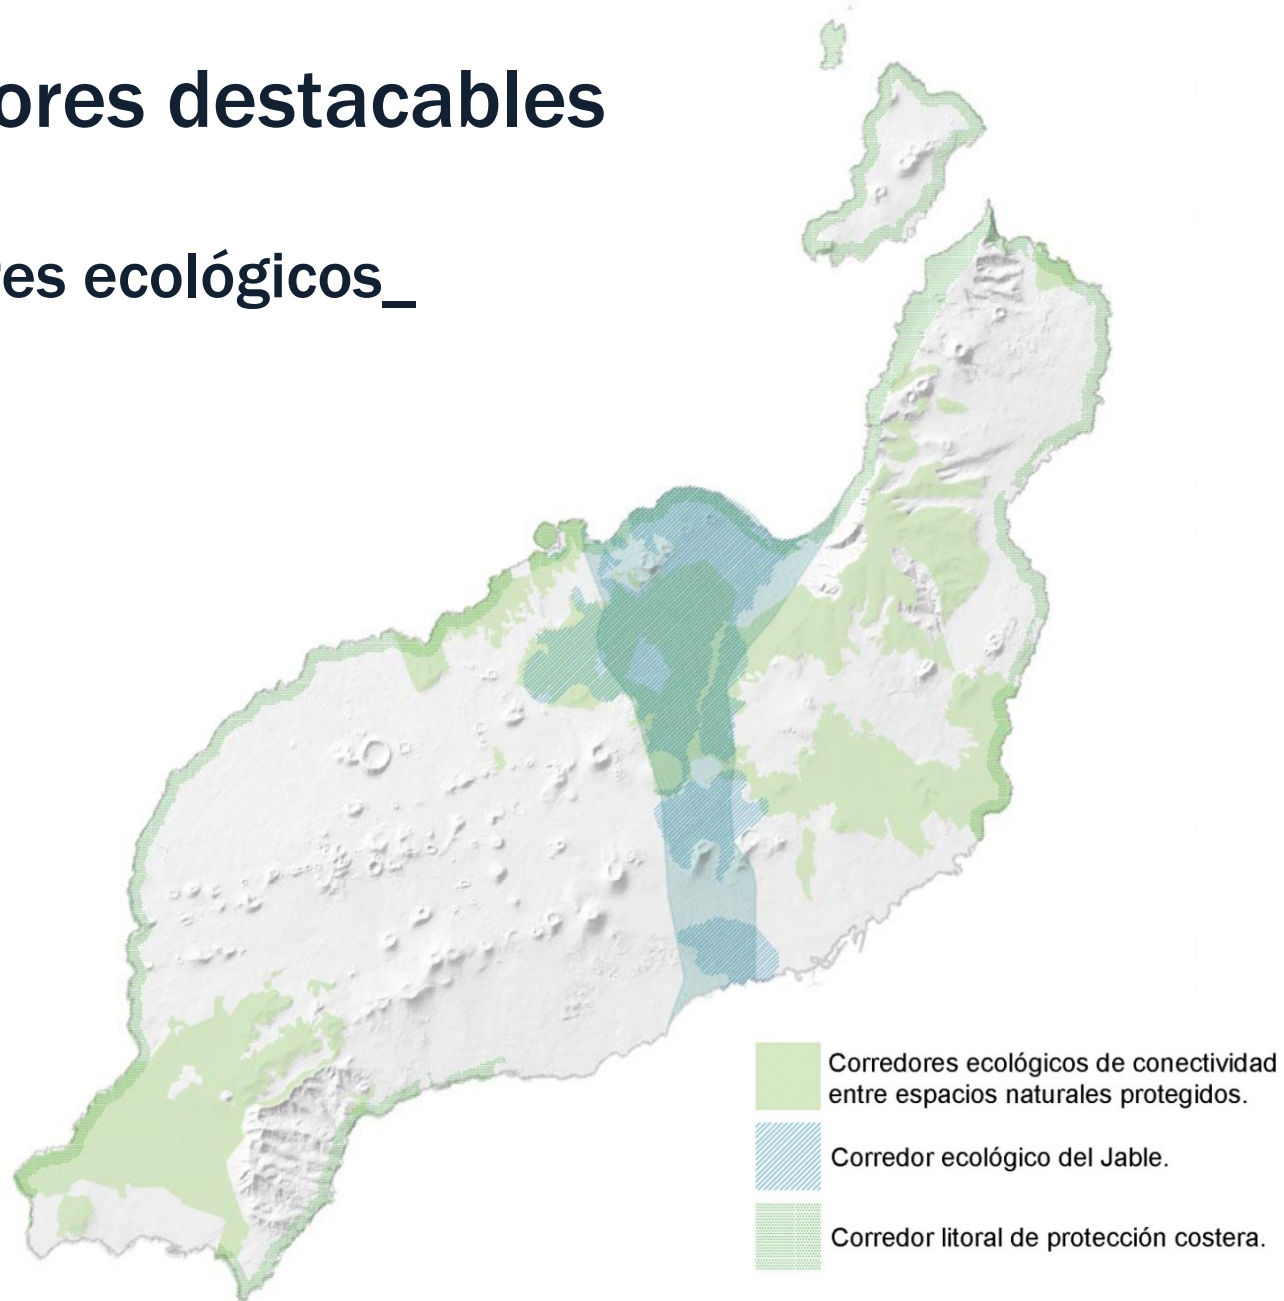 ores destacables
es ecológicos_
Corredores ecológicos de conectividad
entre espacios naturales protegidos.
Corredor ecológico del Jable.
Corredor litoral de protección costera.